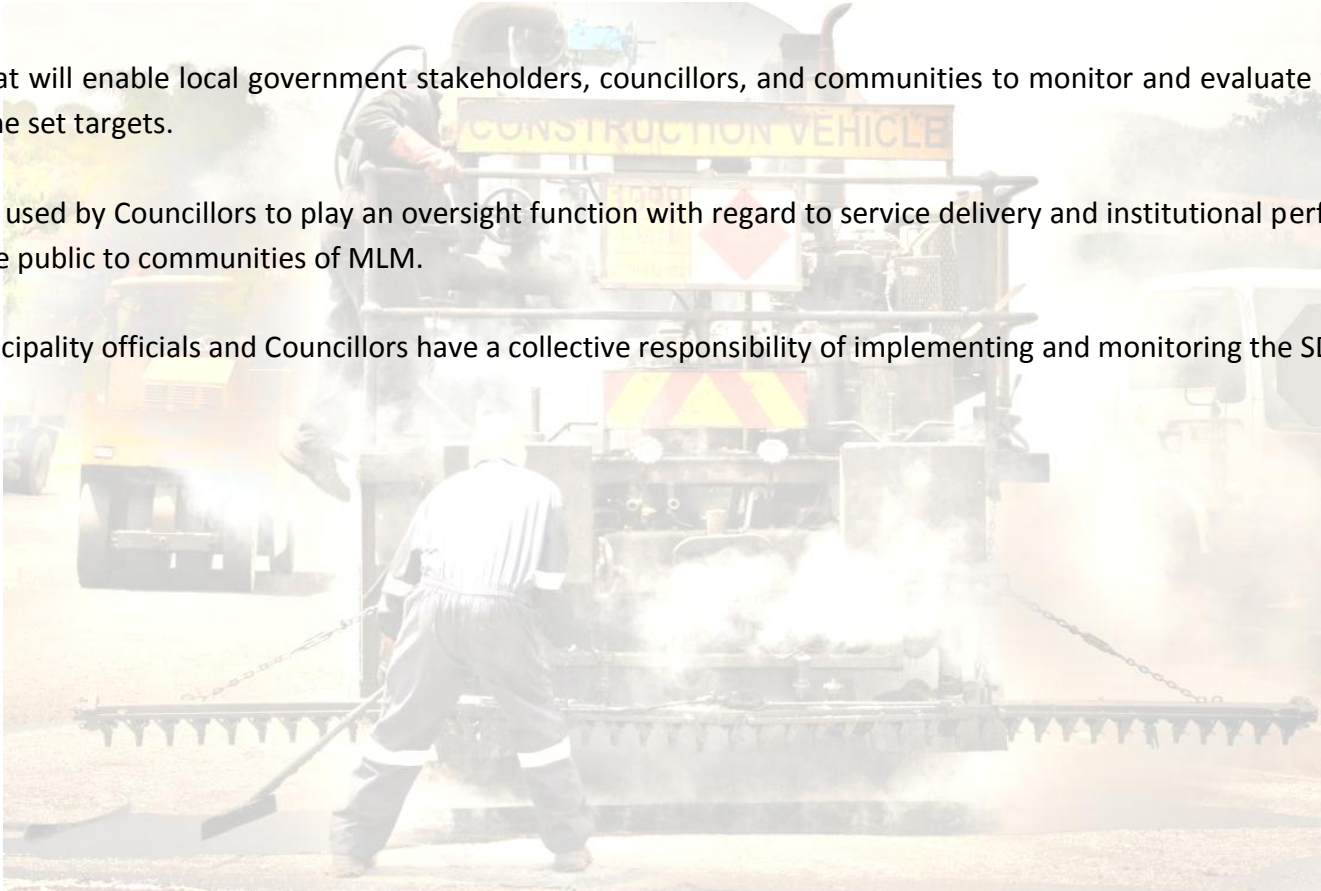 at will enable local government stakeholders, councillors, and communities to monitor and evaluate
ne set targets.
used by Councillors to play an oversight function with regard to service delivery and institutional perf
e public to communities of MLM.
cipality officials and Councillors have a collective responsibility of implementing and monitoring the SD
CONSTRUCTION VEHICLE